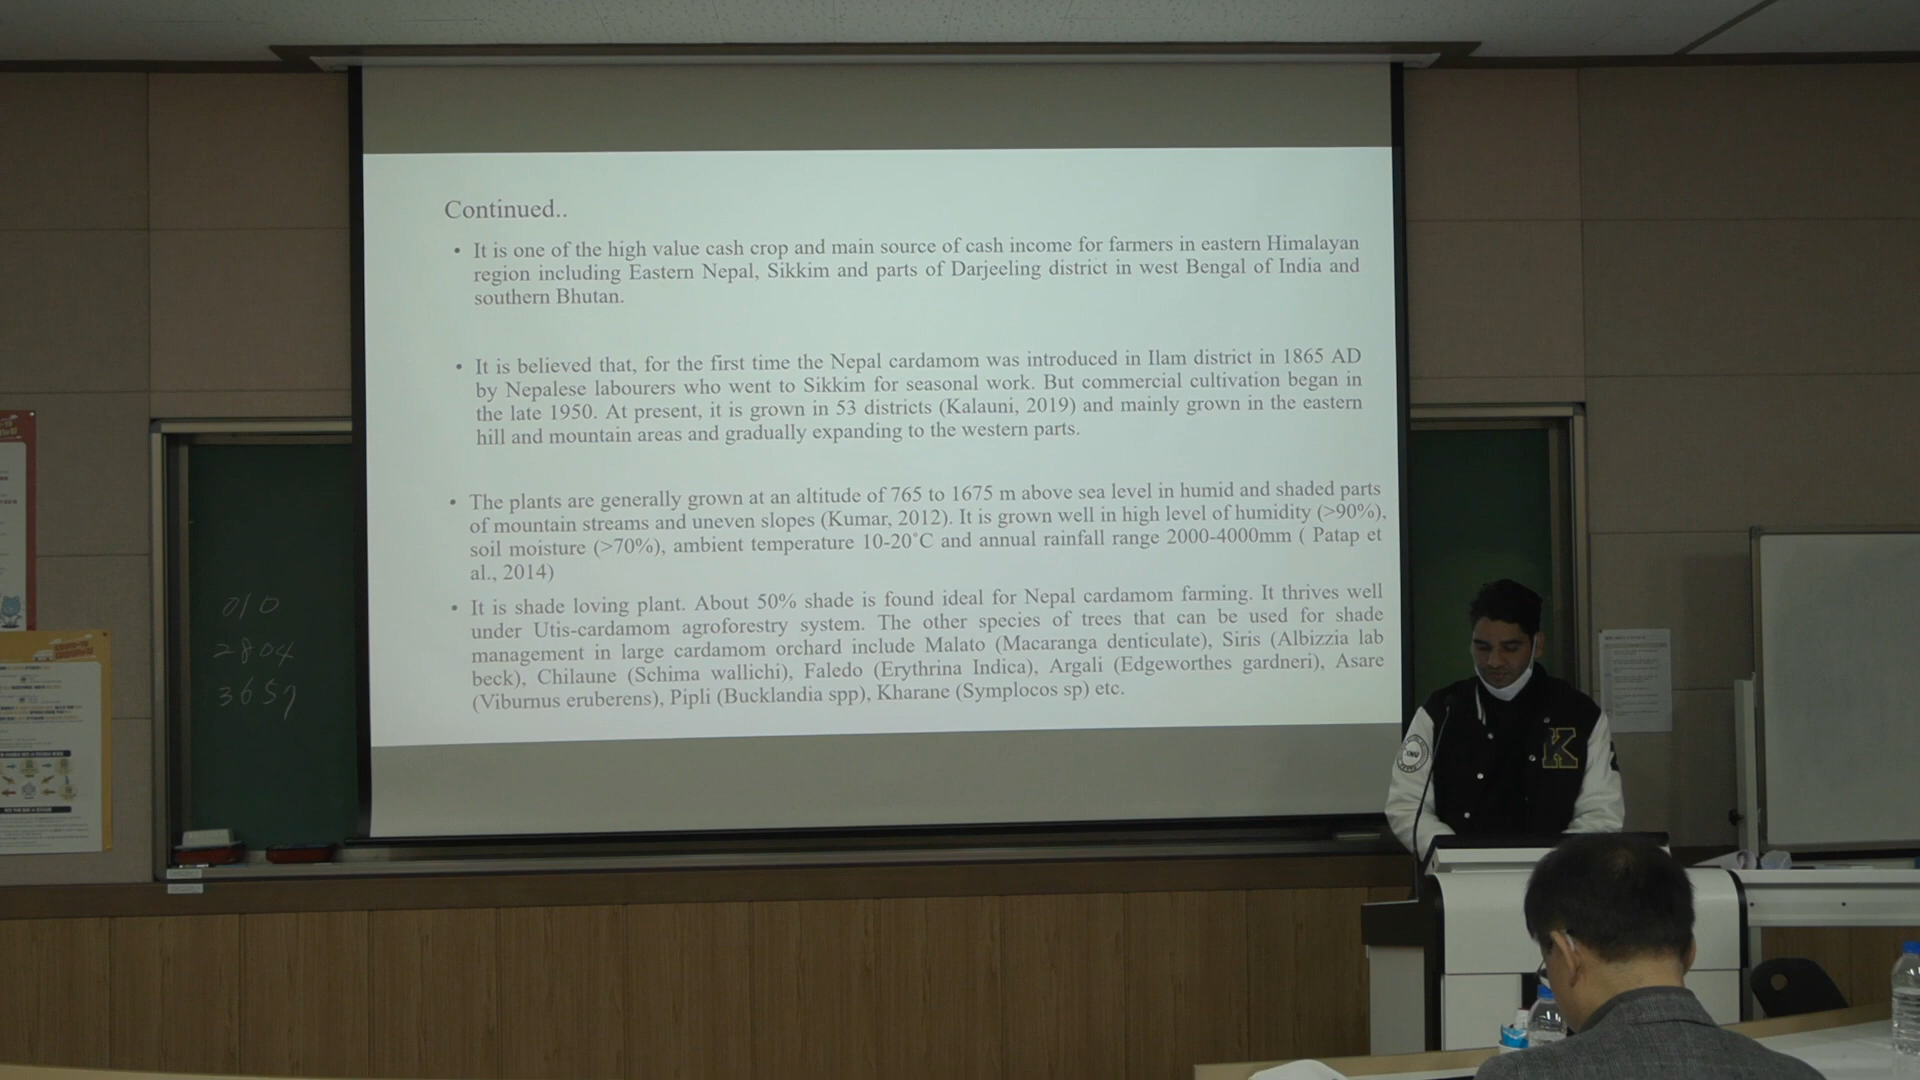 Continued..
• It is one of the high value cash crop and main source of cash income for farmers in eastern Himalayan
region including Eastern Nepal, Sikkim and parts of Darjeeling district in west Bengal of India and
southern Bhutan.
• It is believed that, for the first time the Nepal cardamom was introduced in Ilam district in 1865 AD
by Nepalese labourers who went to Sikkim for seasonal work. But commercial cultivation began in
the late 1950. At present, it is grown in 53 districts (Kalauni, 2019) and mainly grown in the eastern
hill and mountain areas and gradually expanding to the western parts.
• The plants are generally grown at an altitude of 765 to 1675 m above sea level in humid and shaded parts
of mountain streams and uneven slopes (Kumar, 2012). It is grown well in high level of humidity (>90%),
soil moisture (>70%), ambient temperature 10-20°C and annual rainfall range 2000-4000mm ( Patap et
al., 2014)
• It is shade loving plant. About 50% shade is found ideal for Nepal cardamom farming. It thrives well
under Utis-cardamom agroforestry system. The other species of trees that can be used for shade
management in large cardamom orchard include Malato (Macaranga denticulate), Siris (Albizzia lab
beck), Chilaune (Schima wallichi), Faledo (Erythrina Indica), Argali (Edgeworthes gardneri), Asare
(Viburnus eruberens), Pipli (Bucklandia spp), Kharane (Symplocos sp) etc.
010
2804
3657
K